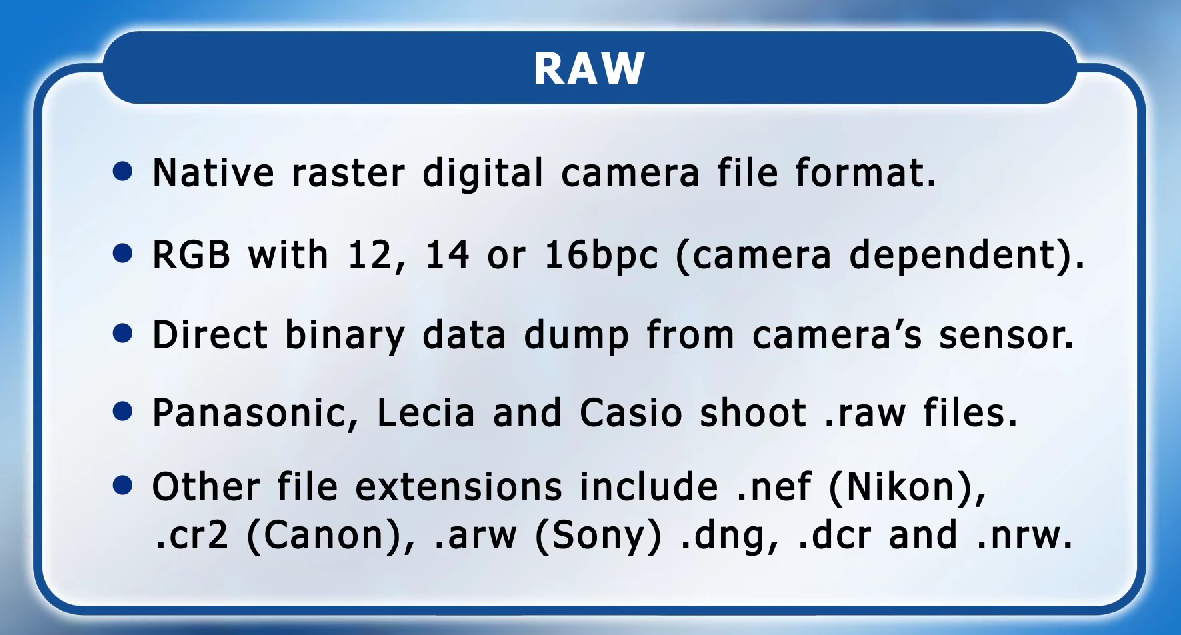 RAW
Native raster digital camera file format.
RGB with 12, 14 or 16bpc (camera dependent).
Direct binary data dump from camera’s sensor.
Panasonic, Lecia and Casio shoot .raw files.
Other file extensions include .nef (Nikon),
.cr2 (Canon), .arw (Sony) .dng, .dcr and .nrw.